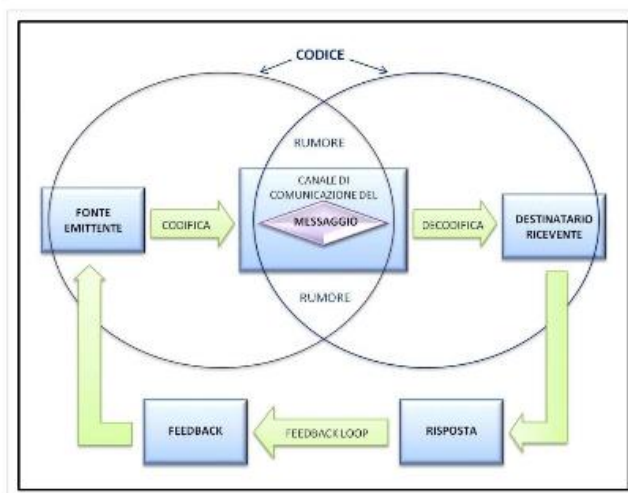 CODICE
RUMORE
CANALE DI
COMUNICAZIONE DEL
MESSAGGIO
FONTE
EMITTENTE
CODIFICA
DECODIFICA
DESTINATARIO
RICEVENTE
RUMORE
FEEDBACK
FEEDBACK LOOP
RISPOSTA